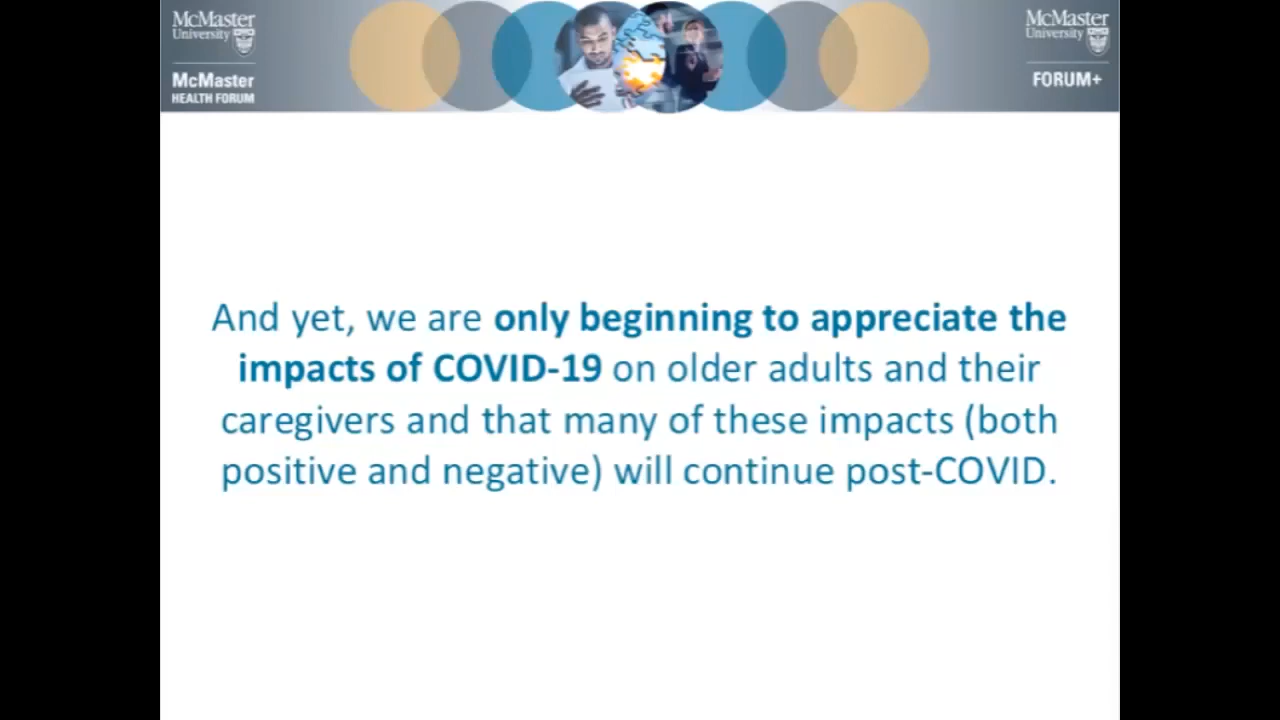 McMaster
University
McMaster
HEALTH FORUM
McMaster
University
FORUM+
And yet, we are only beginning to appreciate the
impacts of COVID-19 on older adults and their
caregivers and that many of these impacts (both
positive and negative) will continue post-COVID.